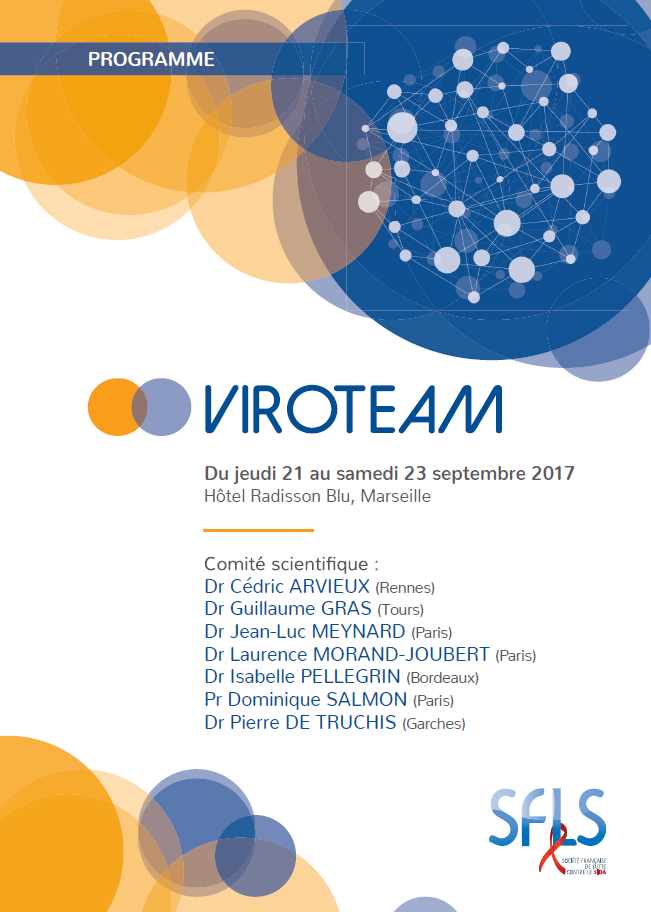 PROGRAMME
VIROTEAM
Du jeudi 21 au samedi 23 septembre 2017
Hôtel Radisson Blu, Marseille
Comité scientifique :
Dr Cédric ARVIEUX (Rennes)
Dr Guillaume GRAS (Tours)
Dr Jean-Luc MEYNARD (Paris)
Dr Laurence MORAND-JOUBERT (Paris)
Dr Isabelle PELLEGRIN (Bordeaux)
Pr Dominique SALMON (Paris)
Dr Pierre DE TRUCHIS (Garches)
SFLS
SOCIÉTÉ FRANÇAISE
DE LUTTE
CONTRE LE SIDA